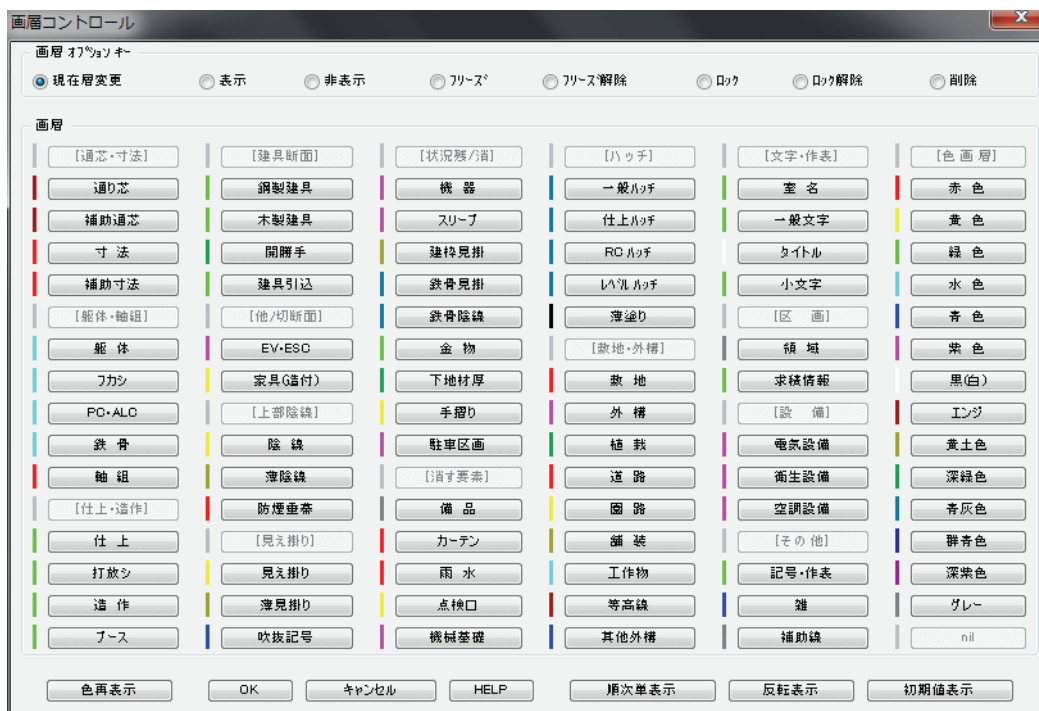 画層コントロール
画層 オプション キー
現在層変更 表示 非表示 フリーズ フリーズ解除 ロック ロック解除 削除
画層
[通芯・寸法] [建具断面] [状況残/消] [ハッチ] [文字・作表] [色画層]
通り芯 鋼製建具 機 器 一般ハッチ 室 名 赤 色
補助通芯 木製建具 スリーブ 仕上ハッチ 一般文字 黄 色
寸 法 開勝手 建枠見掛 RC ハッチ タイトル 緑 色
補助寸法 建具引込 鉄骨見掛 レベル ハッチ 小文字 水 色
[躯体・軸組] [他/切断面] 鉄骨陰線 薄塗り [区 画] 青 色
躯 体 EV・ESC 金 物 [敷地・外構] 領 域 紫 色
フカシ 家具(造付) 下地材厚 敷 地 求積情報 黒(白)
PC・ALC [上部陰線] 手摺り 外 構 [設 備] エンジ
鉄 骨 陰 線 駐車区画 植 栽 電気設備 黄土色
軸 組 薄陰線 [消す要素] 道 路 衛生設備 深緑色
[仕上・造作] 防煙垂幕 備 品 園 路 空調設備 青灰色
仕 上 [見え掛り] カーテン 舗 装 [その他] 群青色
打放シ 見え掛り 雨 水 工作物 記号・作表 深紫色
造 作 薄見掛り 点検口 等高線 雑 グレー
ブース 吹抜記号 機械基礎 其他外構 補助線 nil
色再表示 OK キャンセル HELP 順次単表示 反転表示 初期値表示